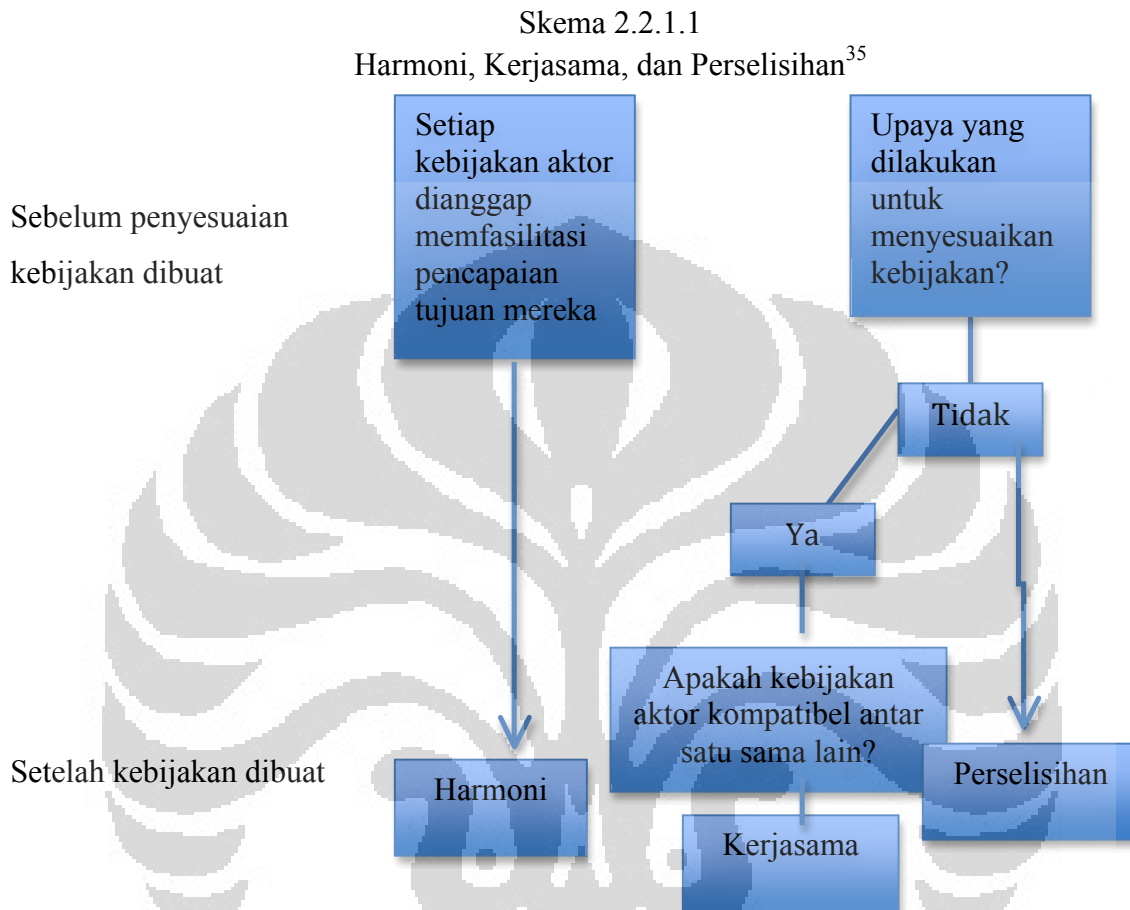 Skema 2.2.1.1
Harmoni, Kerjasama, dan Perselisihan35
Setiap
kebijakan aktor
dianggap
memfasilitasi
pencapaian
tujuan mereka
Upaya yang
dilakukan
untuk
menyesuaikan
kebijakan?
Sebelum penyesuaian
kebijakan dibuat
Tidak
Ya
Apakah kebijakan
aktor kompatibel antar
satu sama lain?
Setelah kebijakan dibuat
Harmoni
Perselisihan
Kerjasama